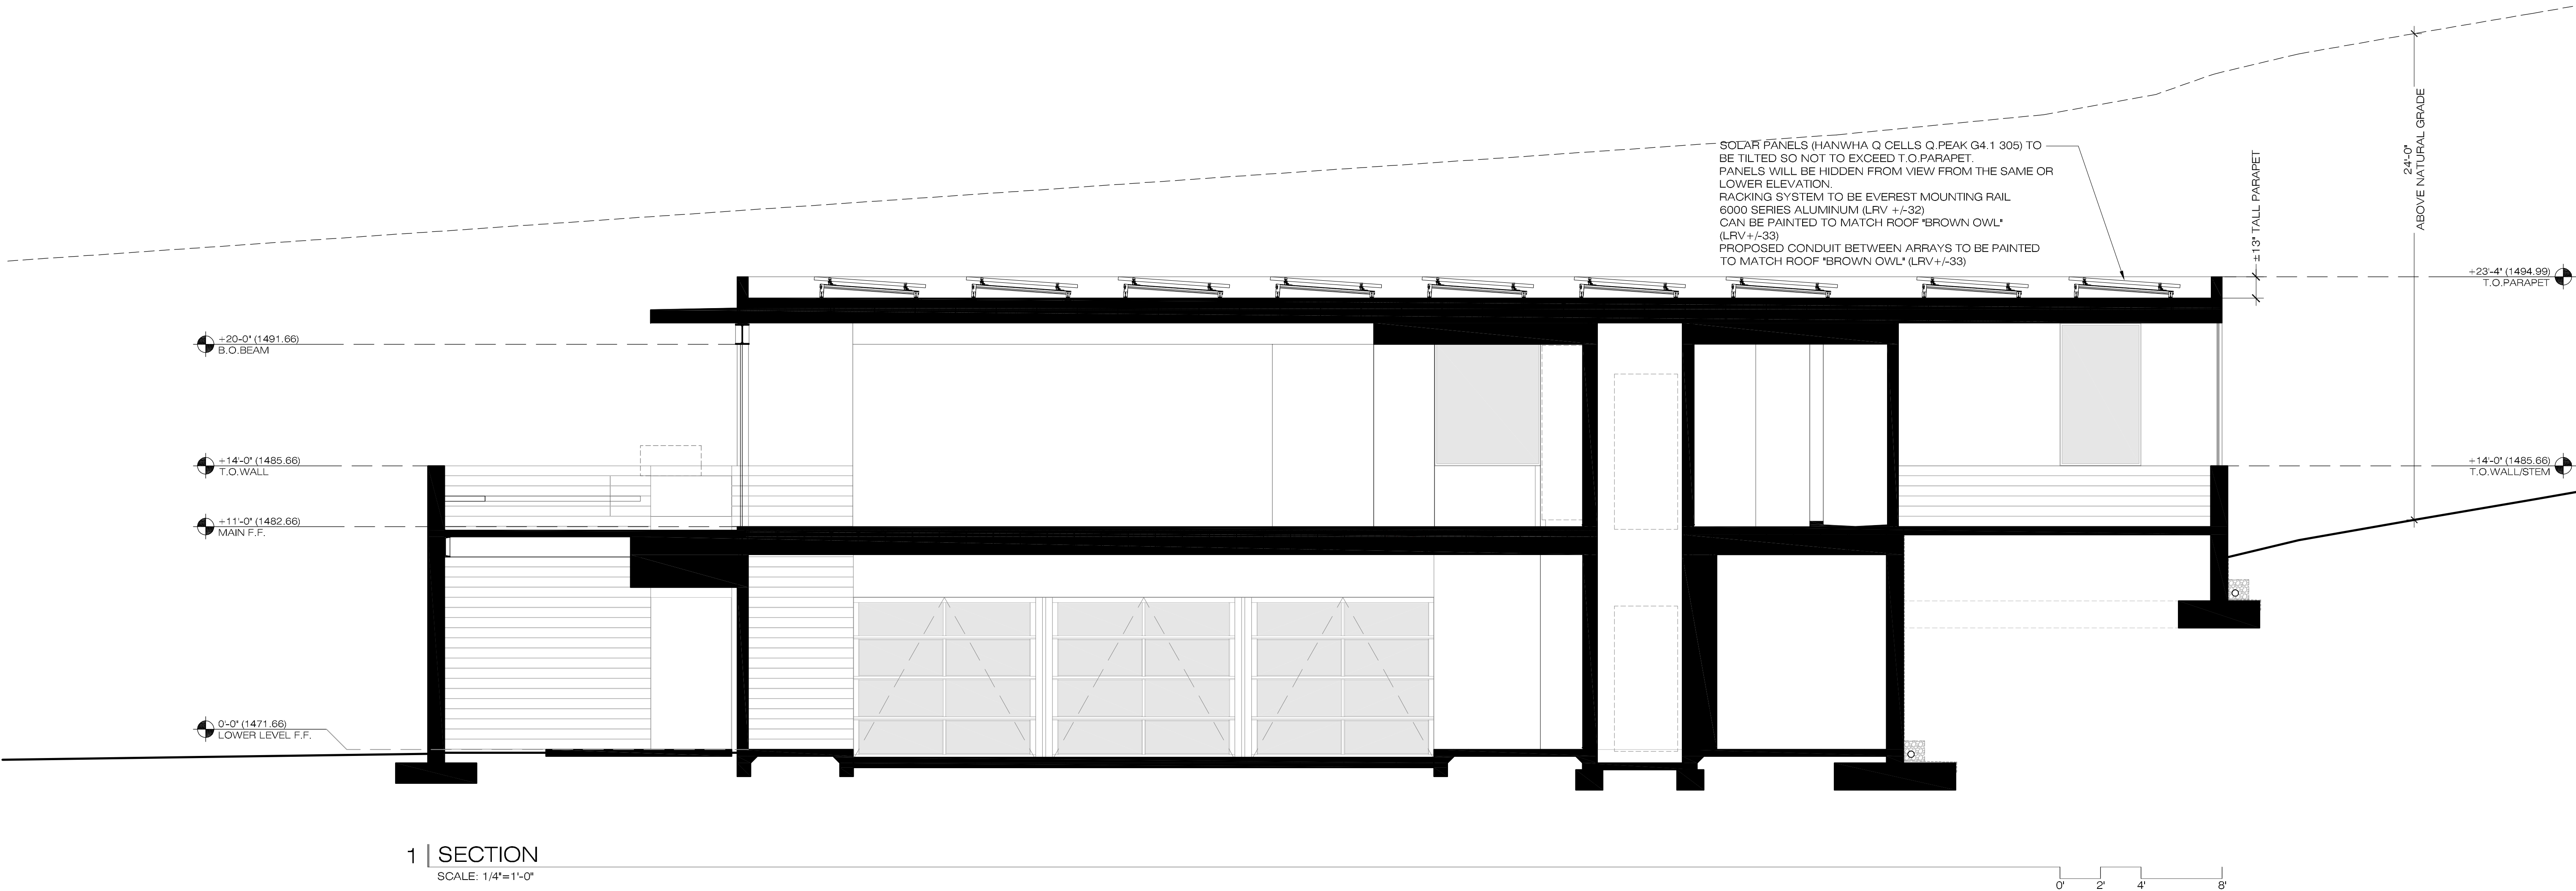 24'-0"
ABOVE NATURAL GRADE
SOLAR PANELS (HANWHA Q CELLS Q.PEAK G4.1 305) TO
BE TILTED SO NOT TO EXCEED T.O.PARAPET.
PANELS WILL BE HIDDEN FROM VIEW FROM THE SAME OR
LOWER ELEVATION.
RACKING SYSTEM TO BE EVEREST MOUNTING RAIL
6000 SERIES ALUMINUM (LRV +/-32)
CAN BE PAINTED TO MATCH ROOF "BROWN OWL"
(LRV+/-33)
PROPOSED CONDUIT BETWEEN ARRAYS TO BE PAINTED
TO MATCH ROOF "BROWN OWL" (LRV+/-33)
±13" TALL PARAPET
+23'-4" (1494.99)
T.O.PARAPET
+20-0" (1491.66)
B.O.BEAM
+14'-0" (1485.66)
T.O.WALL
+14'-0" (1485.66)
T.O.WALL/STEM
+11'-0" (1482.66)
MAIN F.F.
0'-0" (1471.66)
LOWER LEVEL F.F.
1 SECTION
SCALE: 1/4"=1'-0"
0' 2' 4' 8'